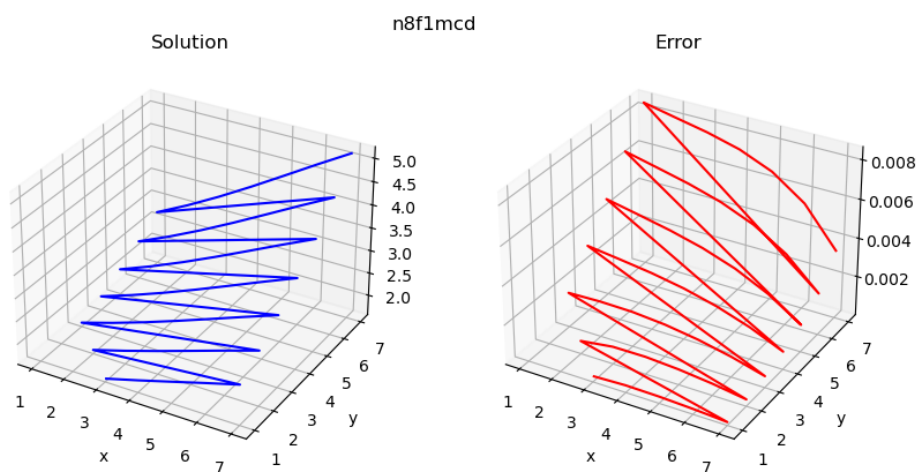 n8f1mcd
Solution
Error
5.0
4.5
4.0
3.5
3.0
2.5
2.0
1 2 3 4 5 6 7
x
1 2 3 4 5 6 7
y
0.008
0.006
0.004
0.002
1 2 3 4 5 6 7
x
1 2 3 4 5 6 7
y